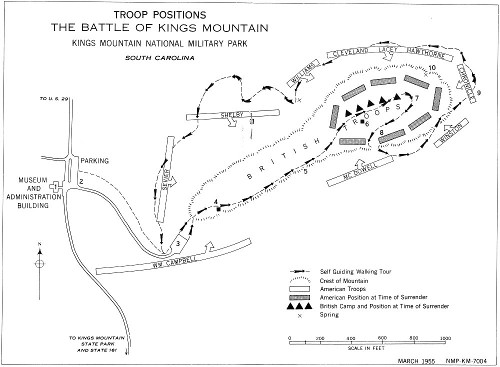 TROOP POSITIONS
THE BATTLE OF KINGS MOUNTAIN
KINGS MOUNTAIN NATIONAL MILITARY PARK
SOUTH CAROLINA
WILLIAMS
CLEVELAND
LACEY
HAWTHORNE
10
CAMPBELL
9
TO U.S. 29
SHELBY
7
6
8
WINSTON
BRITISH TROOPS
PARKING
MUSEUM
AND
ADMINISTRATION
BUILDING
2
SEVIER
MC DOWELL
5
4
3
WM. CAMPBELL
N
Self Guiding Walking Tour
Crest of Mountain
American Troops
American Position at Time of Surrender
British Camp and Position at Time of Surrender
Spring
TO KINGS MOUNTAIN
STATE PARK
AND STATE 161
0 200 400 600 800 1000
SCALE IN FEET
MARCH 1955 NMP-KM-7004